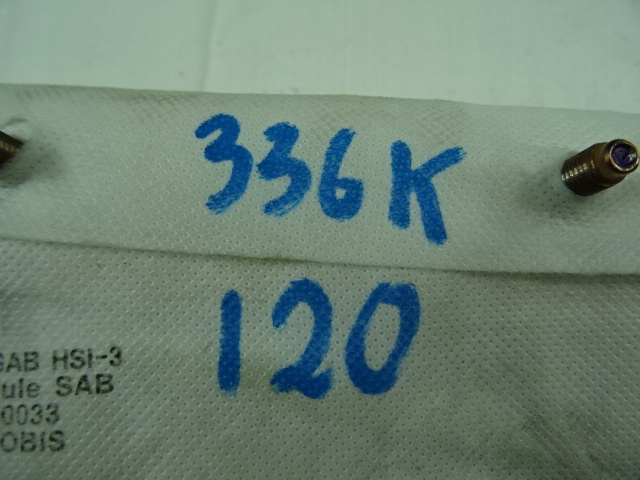 336K
120
SAB HSI-3
ule SAB
0033
OBIS